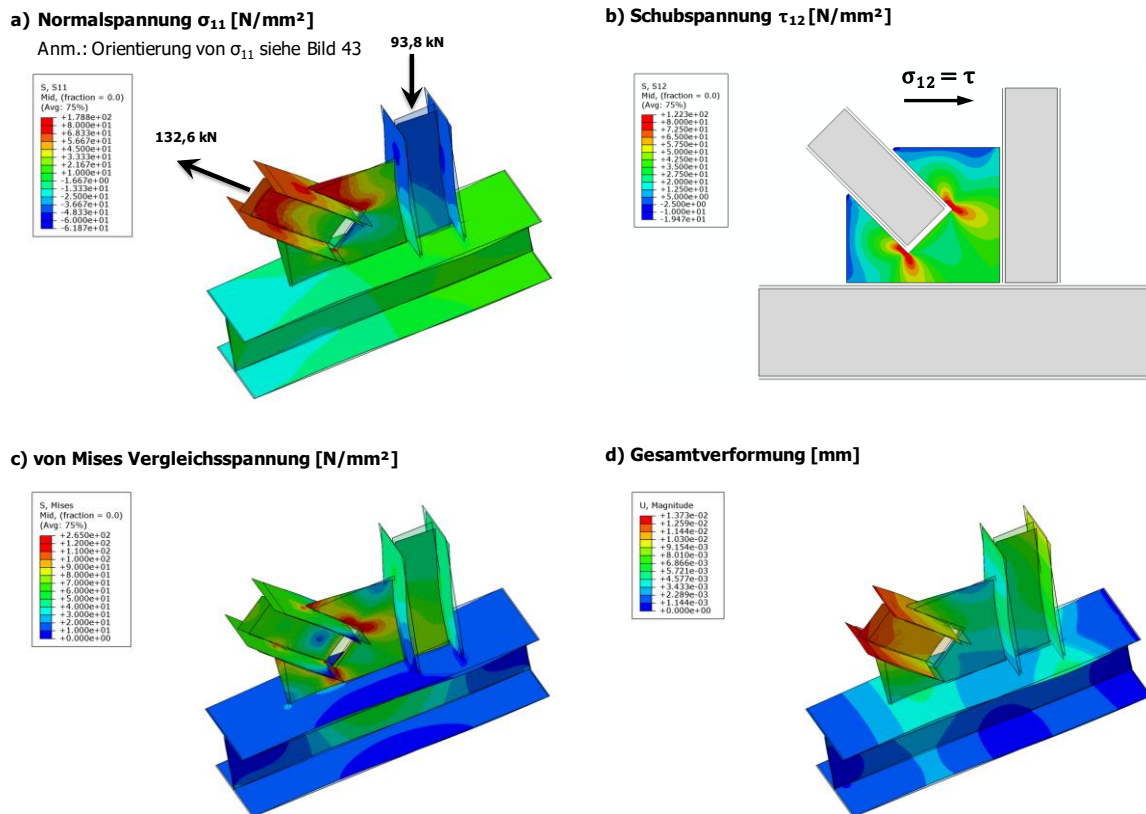 a) Normalspannung σ11 [N/mm²]
Anm.: Orientierung von σ11 siehe Bild 43
93,8 kN
132,6 kN
S, S11
Mid, (fraction = 0.0)
(Avg: 75%)
+1.788e+02
+8.000e+01
+6.833e+01
+5.667e+01
+4.500e+01
+3.333e+01
+2.167e+01
+1.000e+01
-1.667e+00
-1.333e+01
-2.500e+01
-3.667e+01
-4.833e+01
-6.000e+01
-6.187e+01
b) Schubspannung τ12 [N/mm²]
σ12 = τ
S, S12
Mid, (fraction = 0.0)
(Avg: 75%)
+1.223e+02
+8.000e+01
+7.250e+01
+6.500e+01
+5.750e+01
+5.000e+01
+4.250e+01
+3.500e+01
+2.750e+01
+2.000e+01
+1.250e+01
+5.000e+00
-2.500e+00
-1.000e+01
-1.947e+01
c) von Mises Vergleichsspannung [N/mm²]
S, Mises
Mid, (fraction = 0.0)
(Avg: 75%)
+2.650e+02
+1.200e+02
+1.100e+02
+1.000e+02
+9.000e+01
+8.000e+01
+7.000e+01
+6.000e+01
+5.000e+01
+4.000e+01
+3.000e+01
+2.000e+01
+1.000e+01
+0.000e+00
d) Gesamtverformung [mm]
U, Magnitude
+1.373e-02
+1.259e-02
+1.144e-02
+1.030e-02
+9.154e-03
+8.010e-03
+6.866e-03
+5.721e-03
+4.577e-03
+3.433e-03
+2.289e-03
+1.144e-03
+0.000e+00